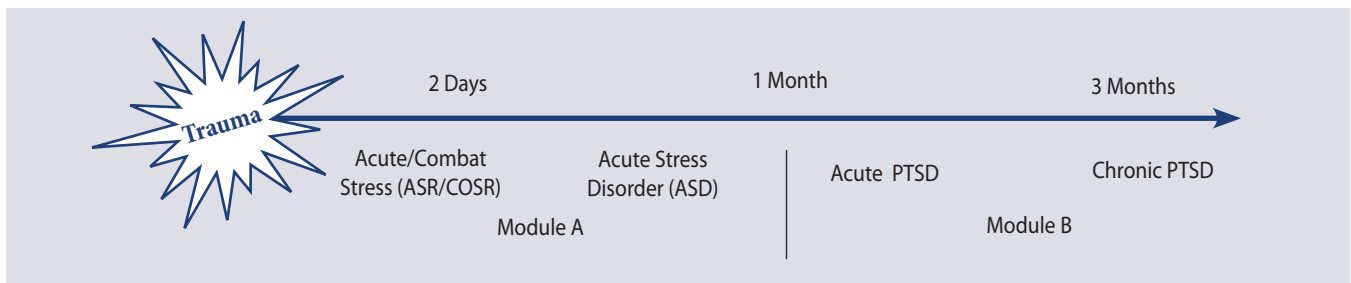 Trauma
2 Days
1 Month
3 Months
Acute/Combat
Stress (ASR/COSR)
Acute Stress
Disorder (ASD)
Acute PTSD
Chronic PTSD
Module A
Module B